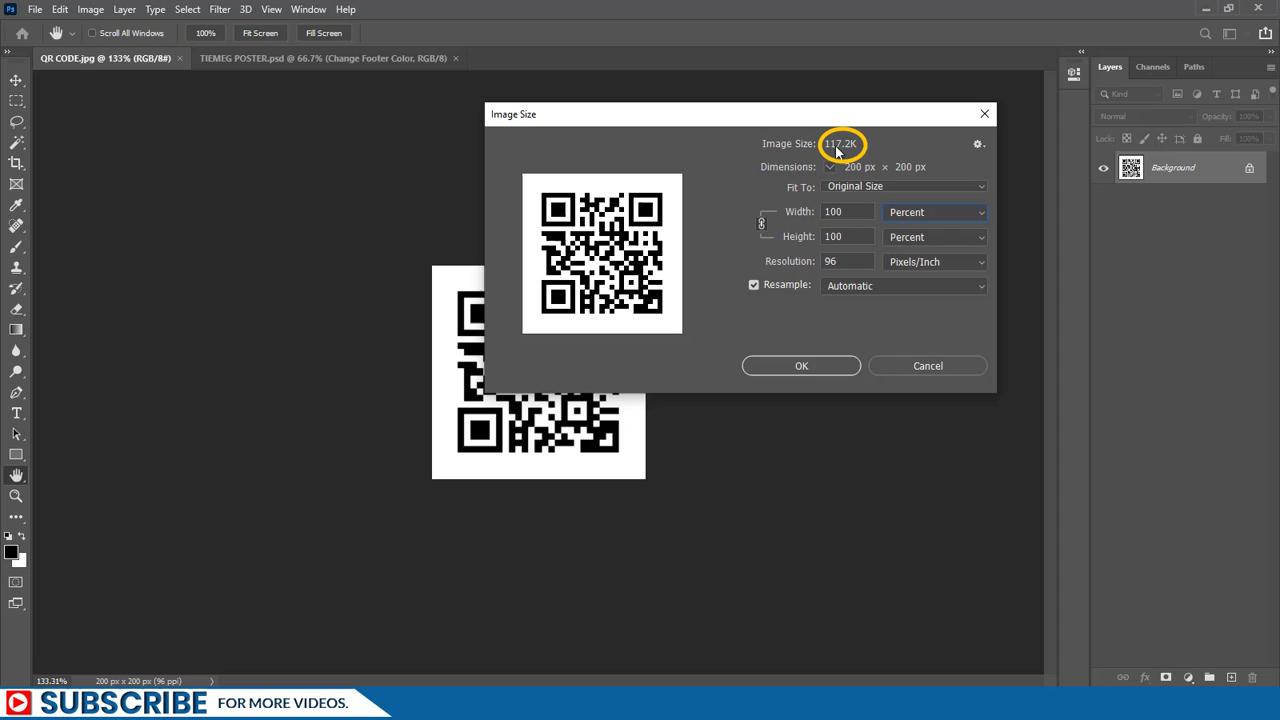 Ps File Edit Image Layer Type Select Filter 3D View Window Help
Scroll All Windows 100% Fit Screen Fill Screen
QR CODE.jpg @ 133% (RGB/8#) × TIEMEG POSTER.psd @ 66.7% (Change Footer Color, RGB/8) ×
Layers Channels Paths
Kind
Normal Opacity: 100%
Lock: Fill: 100%
Background
Image Size
Image Size: 117.2K
Dimensions: 200 px × 200 px
Fit To: Original Size
Width: 100 Percent
Height: 100 Percent
Resolution: 96 Pixels/Inch
Resample: Automatic
OK Cancel
133.31% 200 px x 200 px (96 ppi)
SUBSCRIBE FOR MORE VIDEOS.